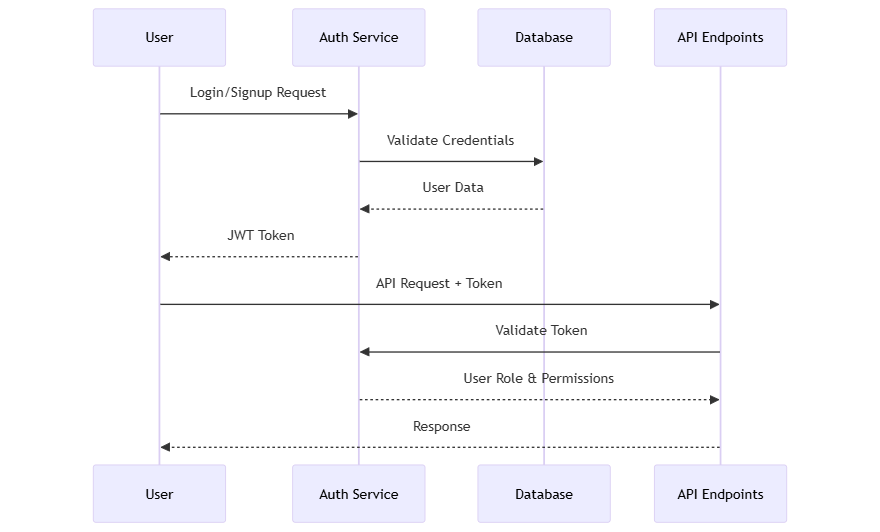 User
Auth Service
Database
API Endpoints
Login/Signup Request
Validate Credentials
User Data
JWT Token
API Request + Token
Validate Token
User Role & Permissions
Response
User
Auth Service
Database
API Endpoints